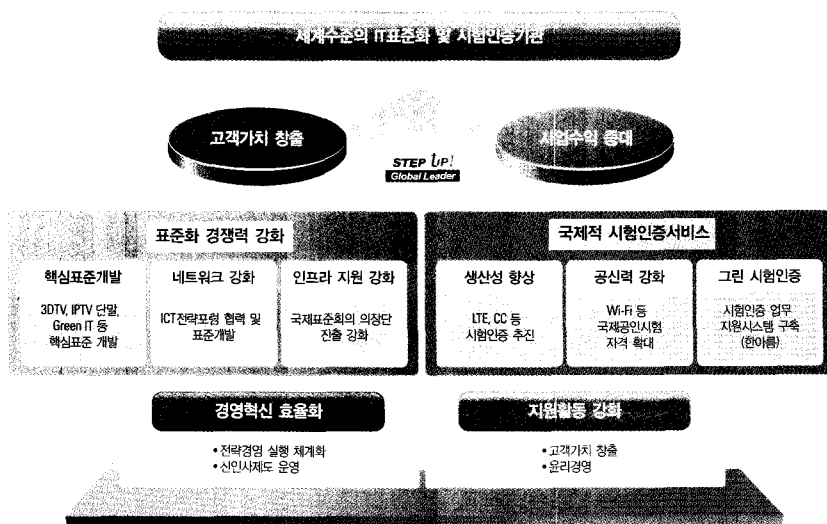 세계수준의 IT표준화 및 시험인증기관
고객가치 창출
사업수익 증대
STEP UP!
Global Leader
표준화 경쟁력 강화
국제적 시험인증서비스
핵심표준개발
3DTV, IPTV 단말,
Green IT 등
핵심표준 개발
네트워크 강화
ICT전략포럼 협력 및
표준개발
인프라 지원 강화
국제표준회의 의장단
진출 강화
생산성 향상
LTE, CC 등
시험인증 추진
공신력 강화
Wi-Fi 등
국제공인시험
자격 확대
그린 시험인증
시험인증 업무
지원시스템 구축
(한아름)
경영혁신 효율화
• 전략경영 실행 체계화
• 신인사제도 운영
지원활동 강화
• 고객가치 창출
• 윤리경영